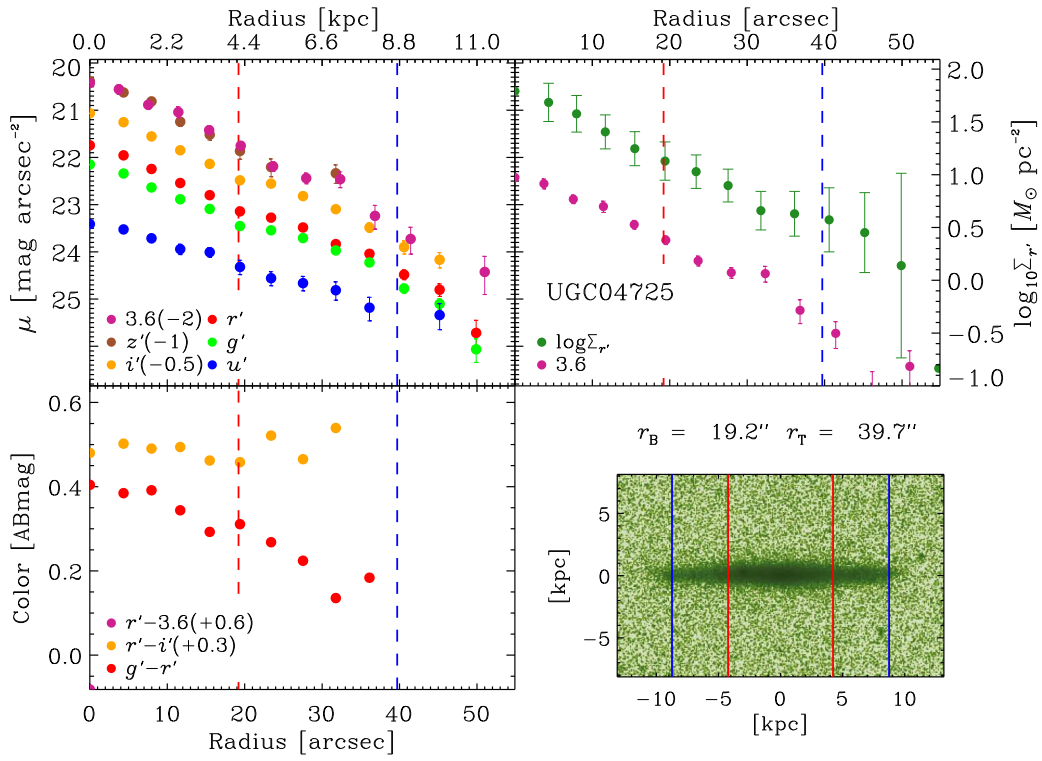 Radius [kpc]
Radius [arcsec]
0.0 2.2 4.4 6.6 8.8 11.0
10 20 30 40 50
20
21
22
23
24
25
μ [mag arcsec⁻²]
3.6(−2) r′
z′(−1) g′
i′(−0.5) u′
UGC04725
logΣr′
3.6
2.0
1.5
1.0
0.5
0.0
−0.5
−1.0
log₁₀Σr′ [M⊙ pc⁻²]
0.6
0.4
0.2
0.0
Color [ABmag]
r′−3.6(+0.6)
r′−i′(+0.3)
g′−r′
0 10 20 30 40 50
Radius [arcsec]
rB = 19.2″ rT = 39.7″
5
0
−5
[kpc]
−10 −5 0 5 10
[kpc]